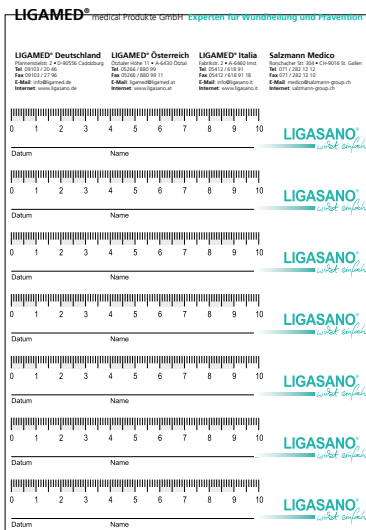 LIGAMED® medical Produkte GmbH Experten für Wundheilung und Prävention
LIGAMED® Deutschland LIGAMED® Österreich LIGAMED® Italia Salzmann Medico
Pfannenstielstr. 2 • D-90556 Cadolzburg Ötztaler Höhe 11 • A-6430 Ötztal Fabrikstr. 2 • A-6460 Imst Rorschacher Str. 304 • CH-9016 St. Gallen
Tel 09103 / 20 46 Tel. 05266 / 880 99 Tel 05412 / 618 91 Tel 071 / 282 12 12
Fax 09103 / 27 96 Fax 05266 / 880 99 11 Fax 05412 / 618 91 18 Fax 071 / 282 12 10
E-Mail: info@ligamed.de E-Mail: ligamed@ligamed.at E-Mail: info@ligasano.it E-Mail: medico@salzmann-group.ch
Internet: www.ligasano.de Internet: www.ligasano.at Internet: www.ligasano.it Internet: salzmann-group.ch
0 1 2 3 4 5 6 7 8 9 10
LIGASANO®
wirkt einfach
Datum Name
0 1 2 3 4 5 6 7 8 9 10
LIGASANO®
wirkt einfach
Datum Name
0 1 2 3 4 5 6 7 8 9 10
LIGASANO®
wirkt einfach
Datum Name
0 1 2 3 4 5 6 7 8 9 10
LIGASANO®
wirkt einfach
Datum Name
0 1 2 3 4 5 6 7 8 9 10
LIGASANO®
wirkt einfach
Datum Name
0 1 2 3 4 5 6 7 8 9 10
LIGASANO®
wirkt einfach
Datum Name
0 1 2 3 4 5 6 7 8 9 10
LIGASANO®
wirkt einfach
Datum Name